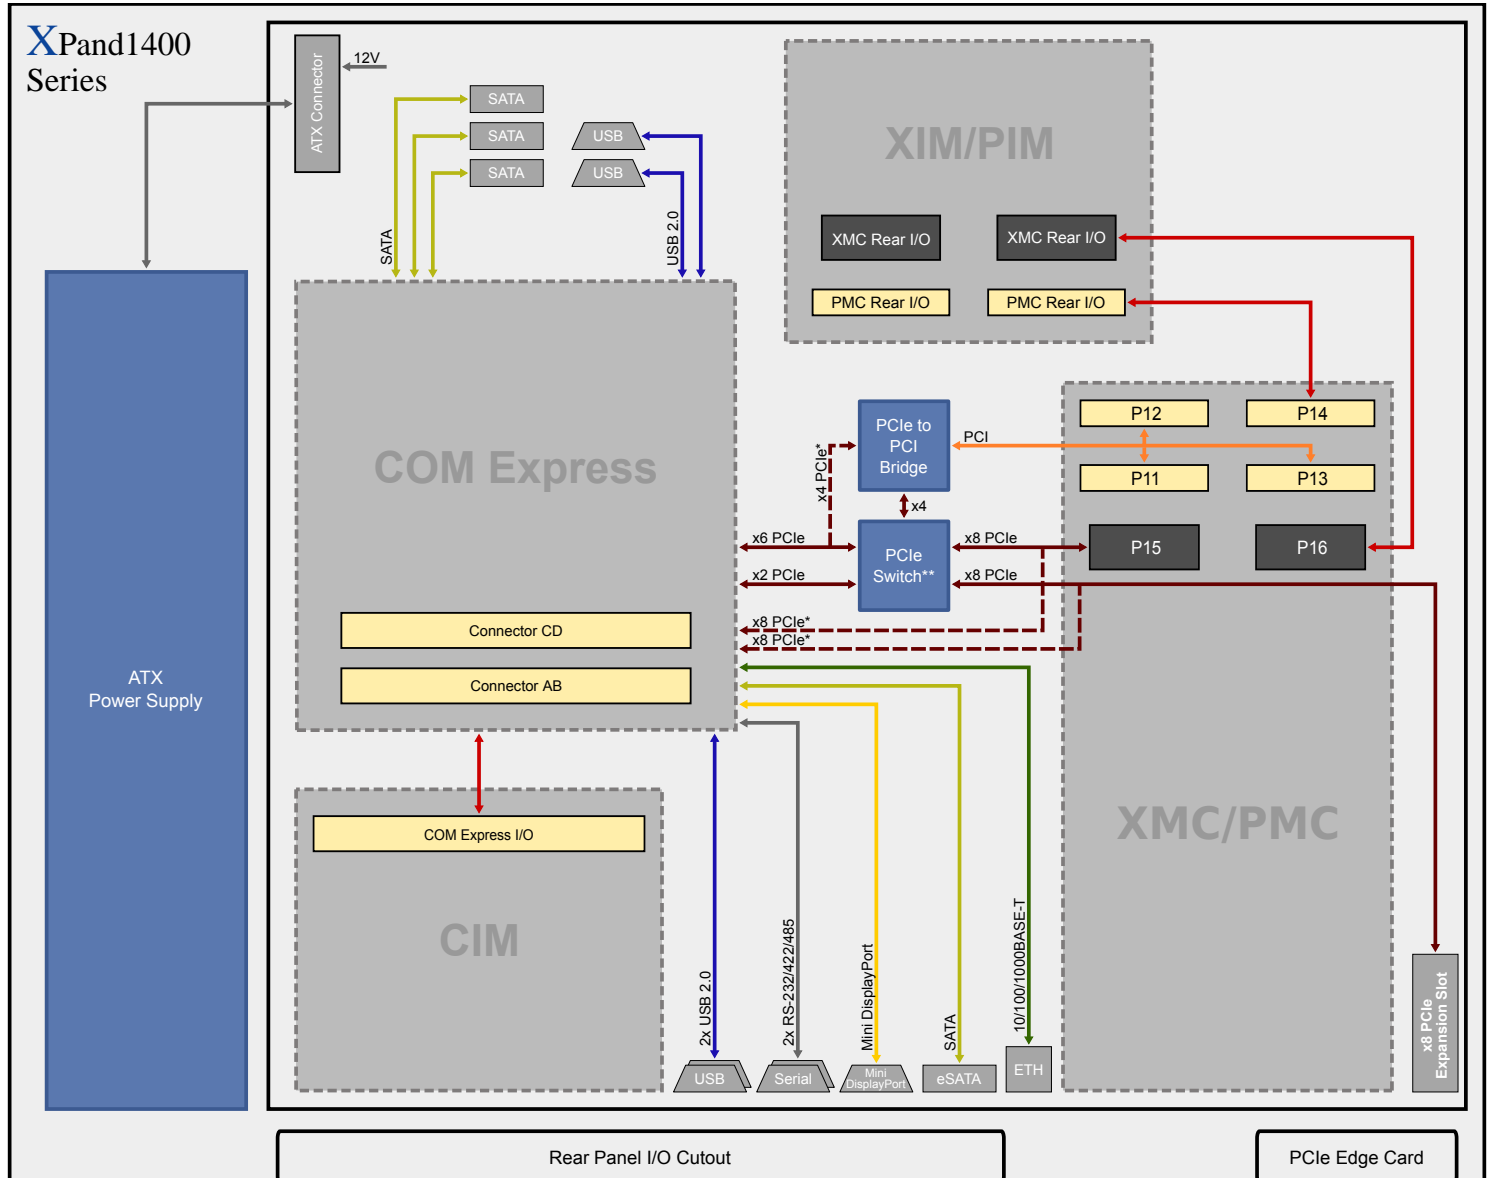 XPand1400
Series
ATX Connector
12V
SATA
SATA
SATA
USB
USB
SATA
USB 2.0
XIM/PIM
XMC Rear I/O
XMC Rear I/O
PMC Rear I/O
PMC Rear I/O
COM Express
PCIe to
PCI
Bridge
PCI
x4 PCIe*
x4
P12
P14
P11
P13
x6 PCIe
x2 PCIe
PCIe
Switch**
x8 PCIe
x8 PCIe
P15
P16
x8 PCIe*
x8 PCIe*
Connector CD
Connector AB
ATX
Power Supply
COM Express I/O
CIM
XMC/PMC
2x USB 2.0
2x RS-232/422/485
Mini DisplayPort
SATA
10/100/1000BASE-T
USB
Serial
Mini
DisplayPort
eSATA
ETH
x8 PCIe
Expansion Slot
Rear Panel I/O Cutout
PCIe Edge Card